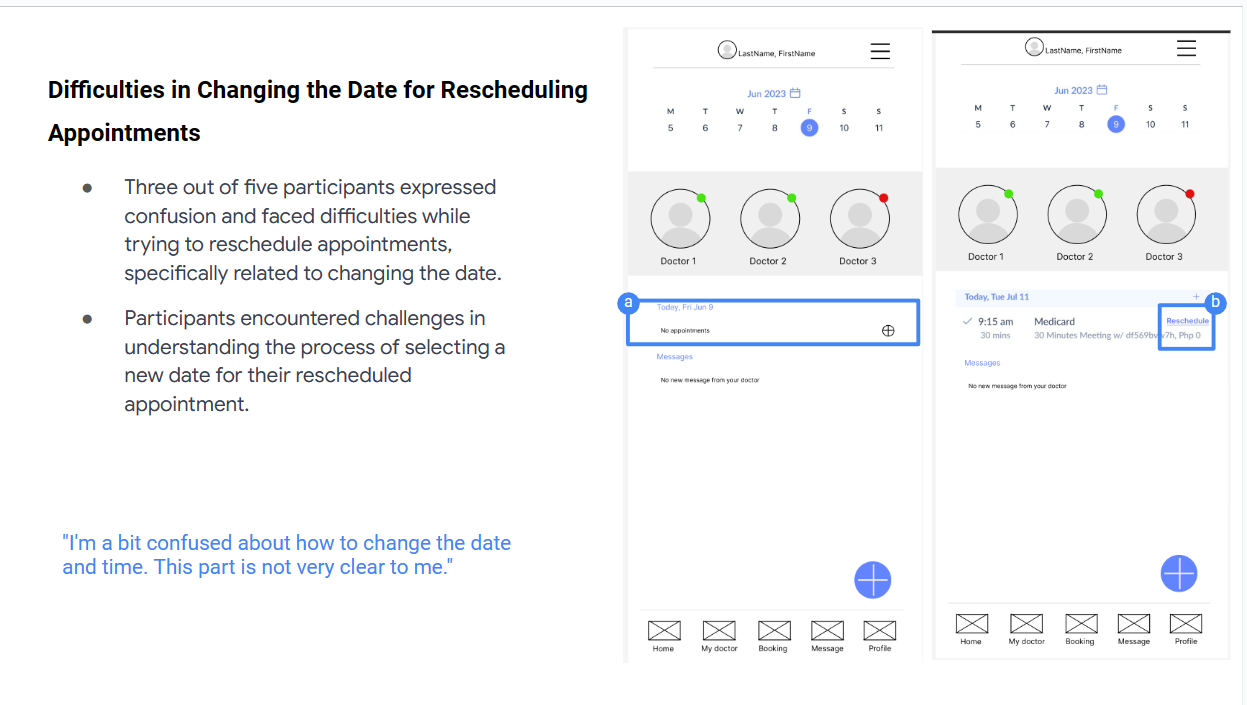 Difficulties in Changing the Date for Rescheduling
Appointments
● Three out of five participants expressed
confusion and faced difficulties while
trying to reschedule appointments,
specifically related to changing the date.
● Participants encountered challenges in
understanding the process of selecting a
new date for their rescheduled
appointment.
"I'm a bit confused about how to change the date
and time. This part is not very clear to me."
LastName, FirstName
Jun 2023
M T W T F S S
5 6 7 8 9 10 11
Doctor 1 Doctor 2 Doctor 3
a
Today, Fri Jun 9
No appointments
Messages
No new message from your doctor
Home My doctor Booking Message Profile
LastName, FirstName
Jun 2023
M T W T F S S
5 6 7 8 9 10 11
Doctor 1 Doctor 2 Doctor 3
b
Today, Tue Jul 11 +
9:15 am Medicard Reschedule
30 mins 30 Minutes Meeting w/ Php 0
Messages
No new message from your doctor
Home My doctor Booking Message Profile